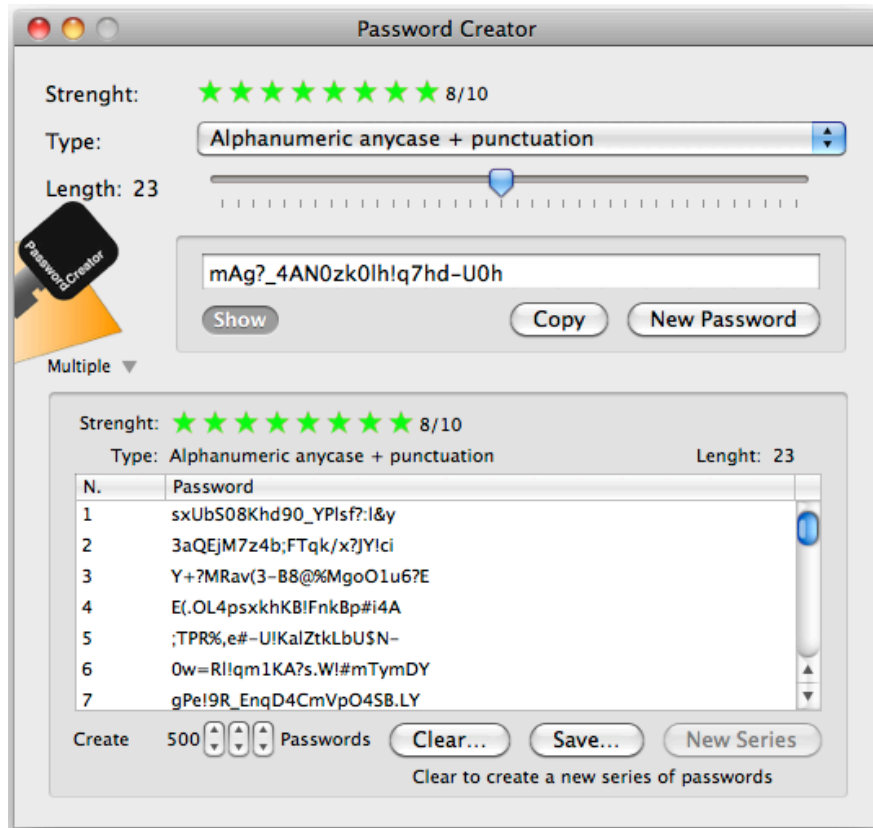 Password Creator
Strenght: 8/10
Type: Alphanumeric anycase + punctuation
Length: 23
Password Creator
mAg?_4AN0zk0lh!q7hd-U0h
Show Copy New Password
Multiple
Strenght: 8/10
Type: Alphanumeric anycase + punctuation Lenght: 23
N. Password
1 sxUbS08Khd90_YPlsf?:l&y
2 3aQEjM7z4b;FTqk/x?JY!ci
3 Y+?MRav(3-B8@%MgoO1u6?E
4 E(.OL4psxkhKB!FnkBp#i4A
5 ;TPR%,e#-U!KalZtkLbU$N-
6 0w=Rl!qm1KA?s.W!#mTymDY
7 gPe!9R_EnqD4CmVpO4SB.LY
Create 500 Passwords Clear... Save... New Series
Clear to create a new series of passwords